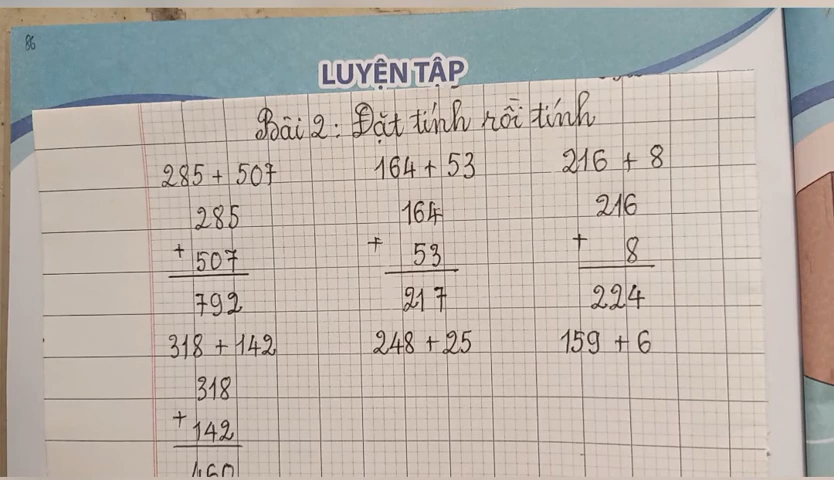 86
LUYỆN TẬP
Bài 2: Đặt tính rồi tính
285 + 507 164 + 53 216 + 8
285 164 216
+ 507 + 53 + 8
792 217 224
318 + 142 248 + 25 159 + 6
318
+ 142
460